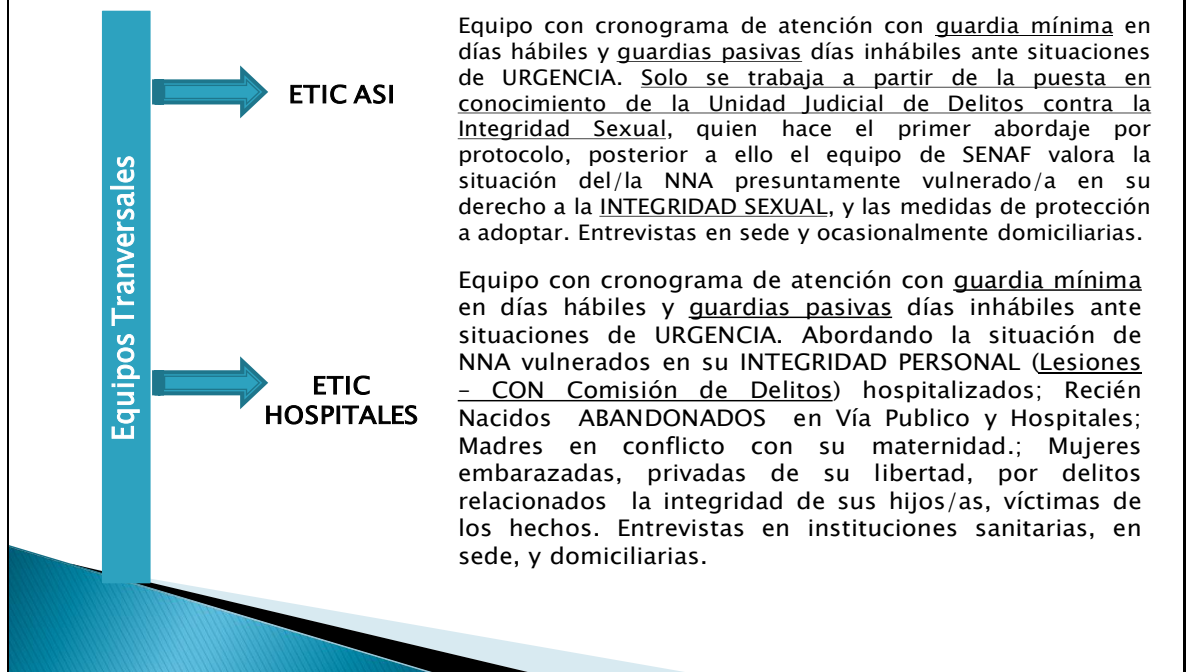 Equipos Tranversales
ETIC ASI
Equipo con cronograma de atención con guardia mínima en
días hábiles y guardias pasivas días inhábiles ante situaciones
de URGENCIA. Solo se trabaja a partir de la puesta en
conocimiento de la Unidad Judicial de Delitos contra la
Integridad Sexual, quien hace el primer abordaje por
protocolo, posterior a ello el equipo de SENAF valora la
situación del/la NNA presuntamente vulnerado/a en su
derecho a la INTEGRIDAD SEXUAL, y las medidas de protección
a adoptar. Entrevistas en sede y ocasionalmente domiciliarias.
ETIC
HOSPITALES
Equipo con cronograma de atención con guardia mínima
en días hábiles y guardias pasivas días inhábiles ante
situaciones de URGENCIA. Abordando la situación de
NNA vulnerados en su INTEGRIDAD PERSONAL (Lesiones
– CON Comisión de Delitos) hospitalizados; Recién
Nacidos ABANDONADOS en Vía Publico y Hospitales;
Madres en conflicto con su maternidad.; Mujeres
embarazadas, privadas de su libertad, por delitos
relacionados la integridad de sus hijos/as, víctimas de
los hechos. Entrevistas en instituciones sanitarias, en
sede, y domiciliarias.